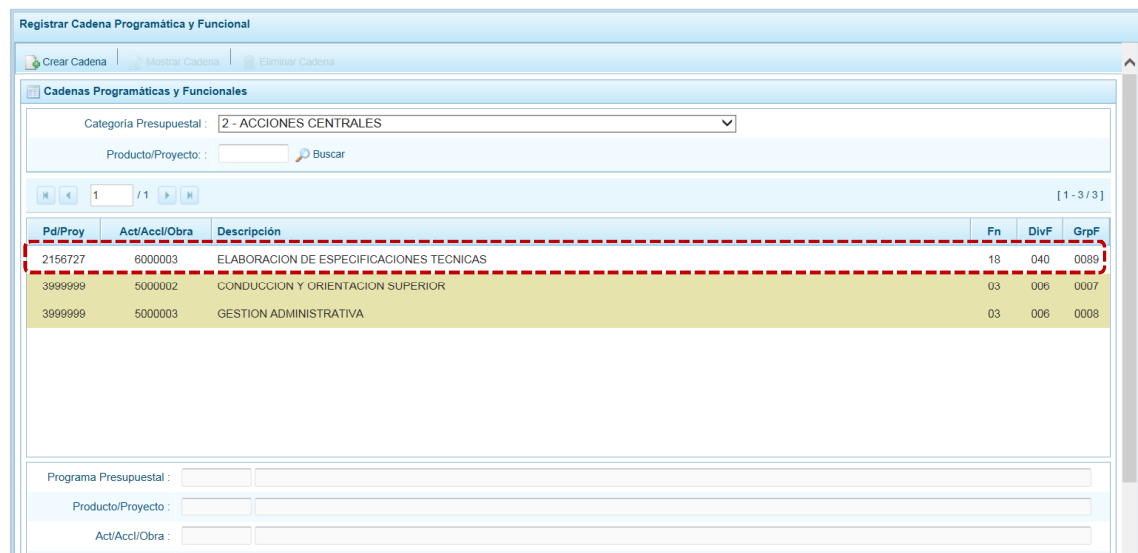 Registrar Cadena Programática y Funcional
Crear Cadena Mostrar Cadena Eliminar Cadena
Cadenas Programáticas y Funcionales
Categoría Presupuestal : 2 - ACCIONES CENTRALES
Producto/Proyecto: : Buscar
1 / 1 [ 1 - 3 / 3 ]
Pd/Proy Act/AccI/Obra Descripción Fn DivF GrpF
2156727 6000003 ELABORACION DE ESPECIFICACIONES TECNICAS 18 040 0089
3999999 5000002 CONDUCCION Y ORIENTACION SUPERIOR 03 006 0007
3999999 5000003 GESTION ADMINISTRATIVA 03 006 0008
Programa Presupuestal :
Producto/Proyecto :
Act/AccI/Obra :